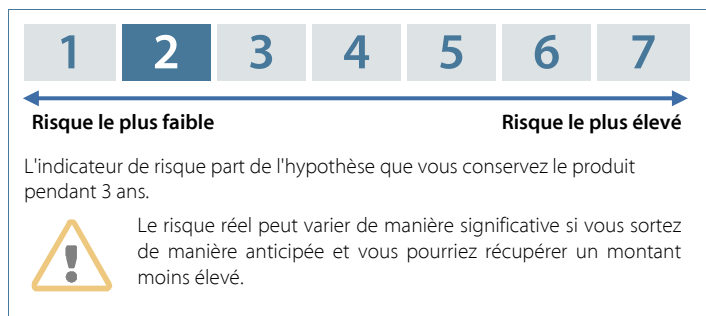 1 2 3 4 5 6 7
Risque le plus faible Risque le plus élevé
L'indicateur de risque part de l'hypothèse que vous conservez le produit
pendant 3 ans.
Le risque réel peut varier de manière significative si vous sortez
de manière anticipée et vous pourriez récupérer un montant
moins élevé.